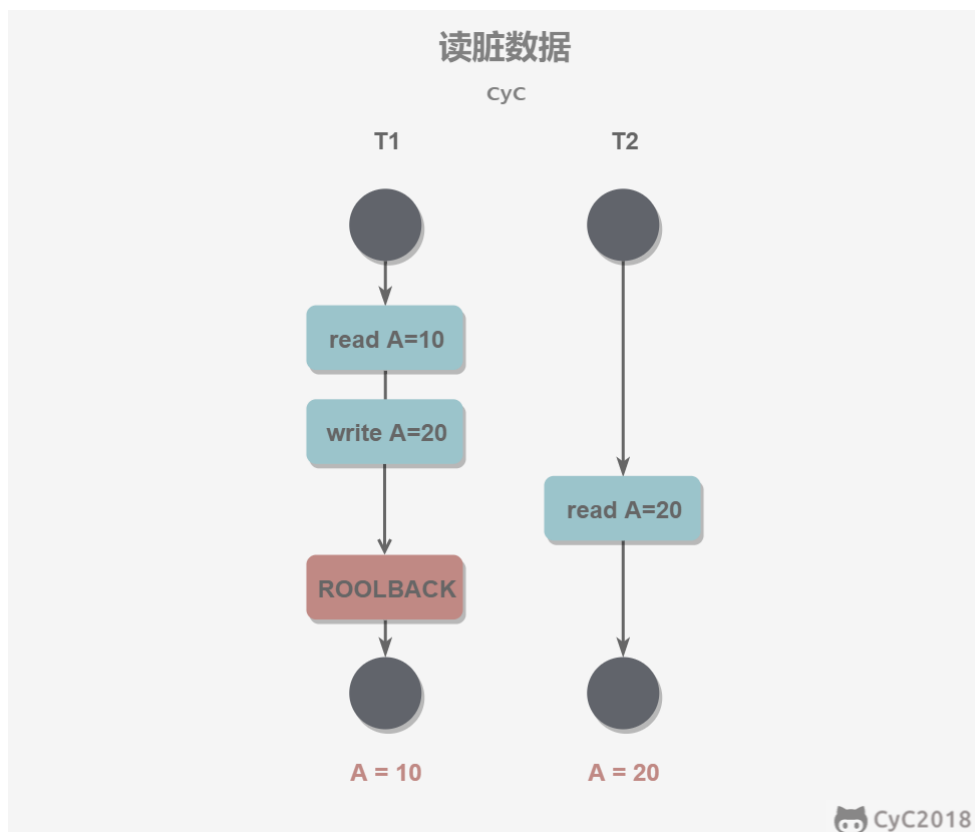 读脏数据
CyC
T1 T2
read A=10
write A=20
read A=20
ROOLBACK
A = 10 A = 20
CyC2018